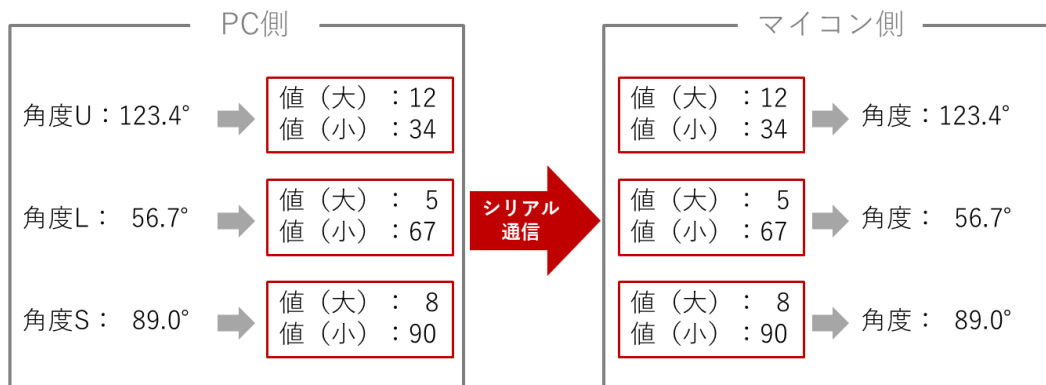 PC側
角度U：123.4°
値（大）：12
値（小）：34
角度L： 56.7°
値（大）： 5
値（小）：67
角度S： 89.0°
値（大）： 8
値（小）：90
シリアル
通信
マイコン側
値（大）：12
値（小）：34
角度：123.4°
値（大）： 5
値（小）：67
角度： 56.7°
値（大）： 8
値（小）：90
角度： 89.0°